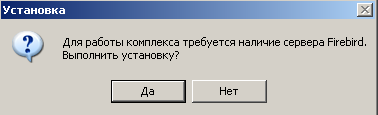 Установка
Для работы комплекса требуется наличие сервера Firebird.
Выполнить установку?
Да
Нет